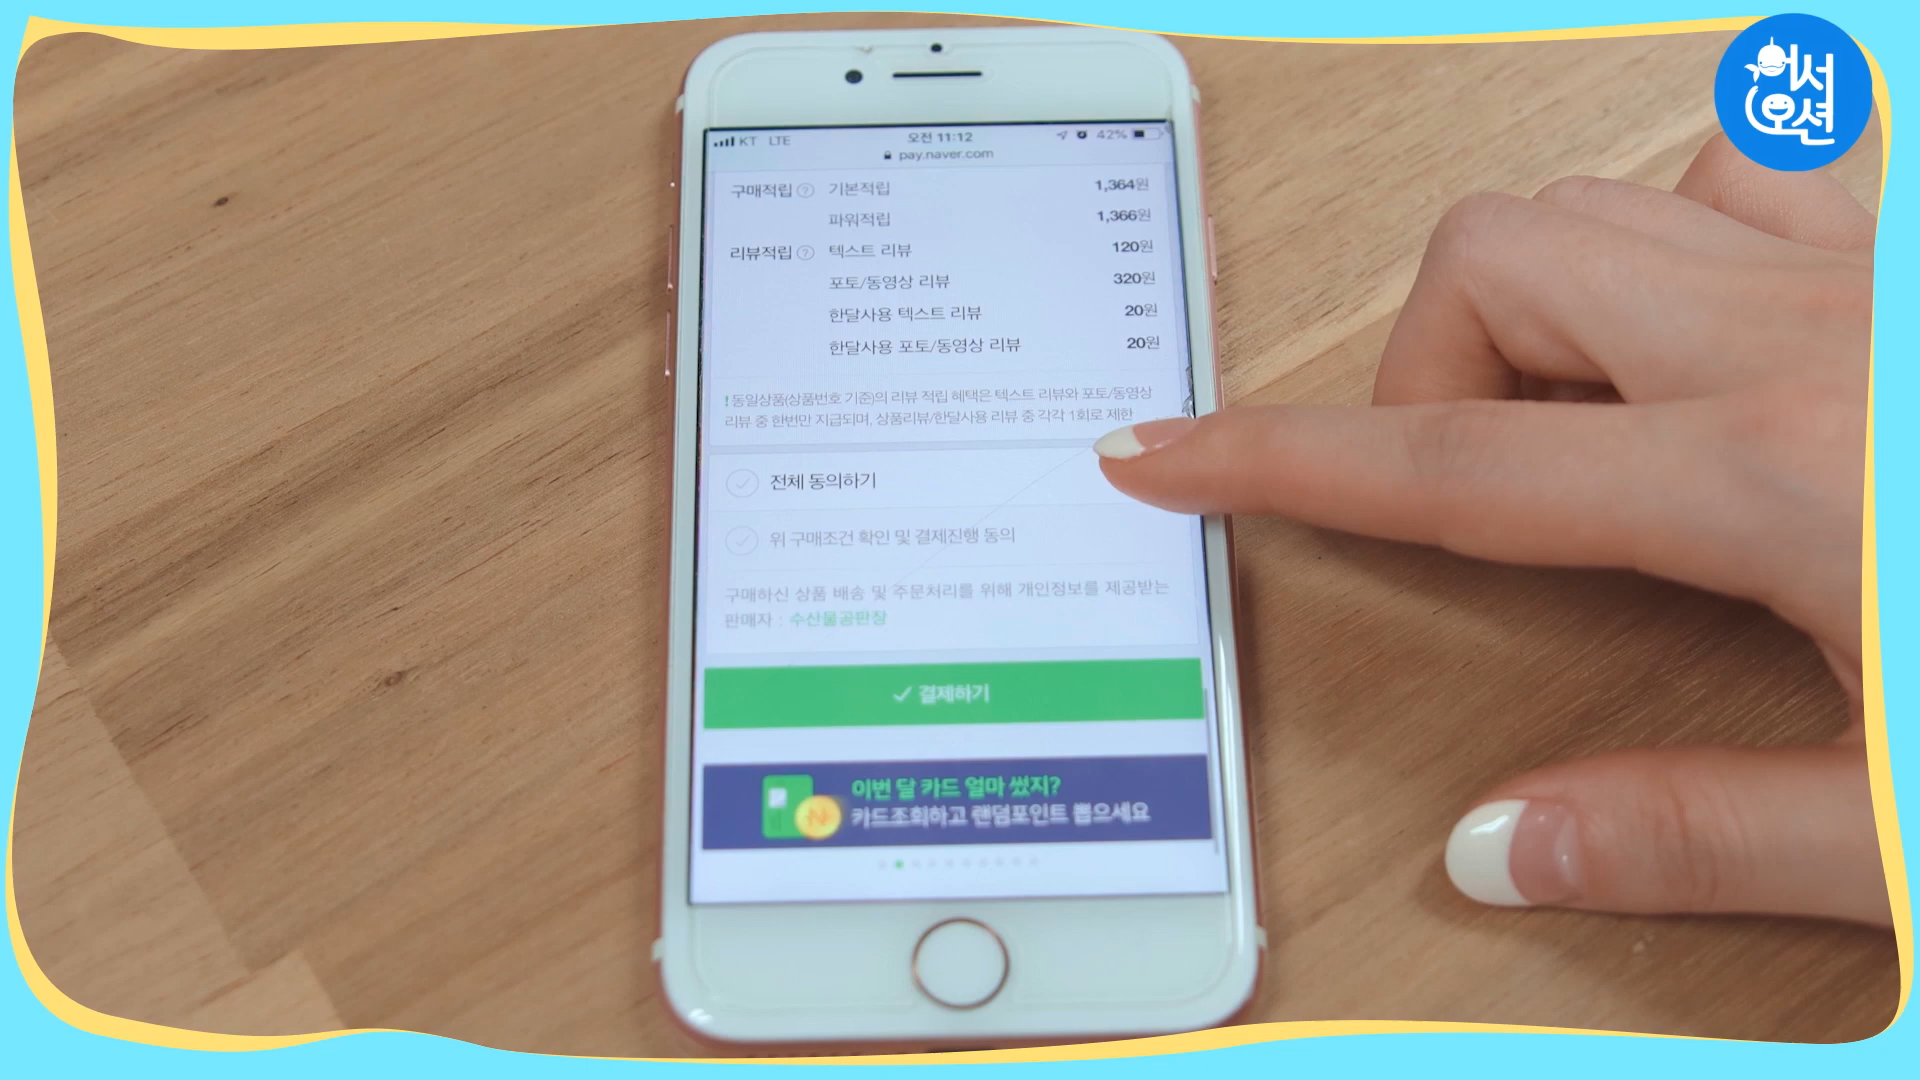 어서
오션
KT LTE 오전 11:12 42%
pay.naver.com
구매적립 ? 기본적립 1,364원
파워적립 1,366원
리뷰적립 ? 텍스트 리뷰 120원
포토/동영상 리뷰 320원
한달사용 텍스트 리뷰 20원
한달사용 포토/동영상 리뷰 20원
! 동일상품(상품번호 기준)의 리뷰 적립 혜택은 텍스트 리뷰와 포토/동영상
리뷰 중 한번만 지급되며, 상품리뷰/한달사용 리뷰 중 각각 1회로 제한
전체 동의하기
위 구매조건 확인 및 결제진행 동의
구매하신 상품 배송 및 주문처리를 위해 개인정보를 제공받는
판매자 : 수산물공판장
결제하기
이번 달 카드 얼마 썼지?
카드조회하고 랜덤포인트 뽑으세요